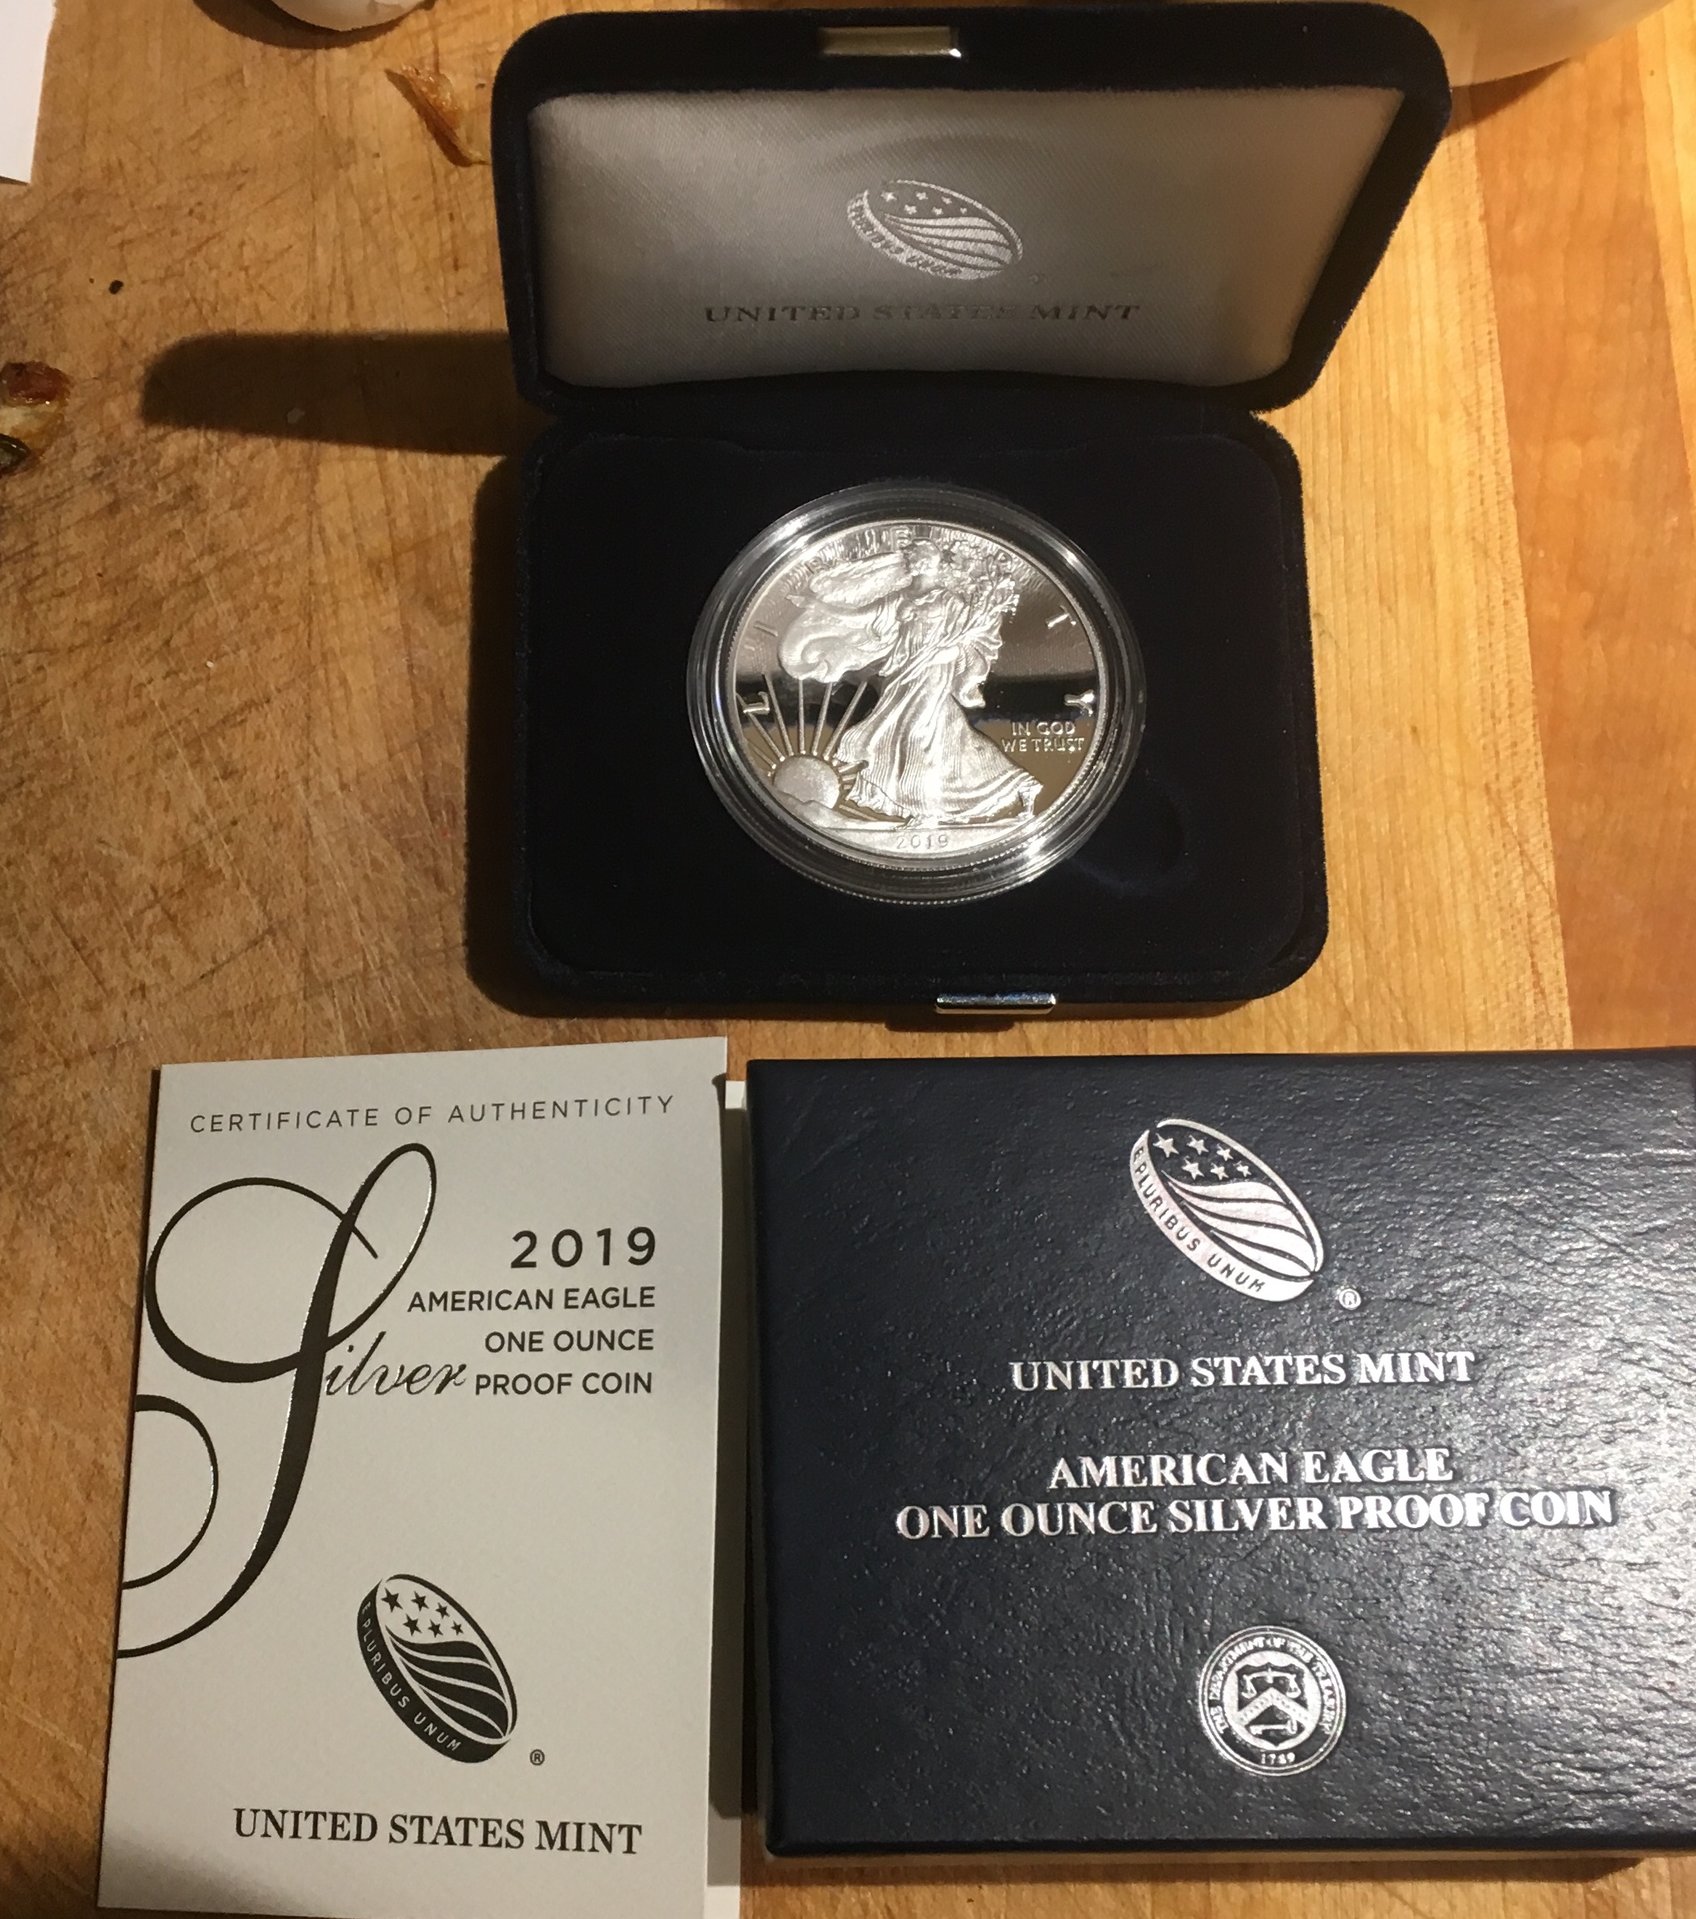 UNITED STATES MINT
L I
T Y
IN GOD
WE TRUST
2019
CERTIFICATE OF AUTHENTICITY
2019
AMERICAN EAGLE
ONE OUNCE
Silver PROOF COIN
E PLURIBUS UNUM
®
UNITED STATES MINT
E PLURIBUS UNUM
®
UNITED STATES MINT
AMERICAN EAGLE
ONE OUNCE SILVER PROOF COIN
THE DEPARTMENT OF THE TREASURY
1789